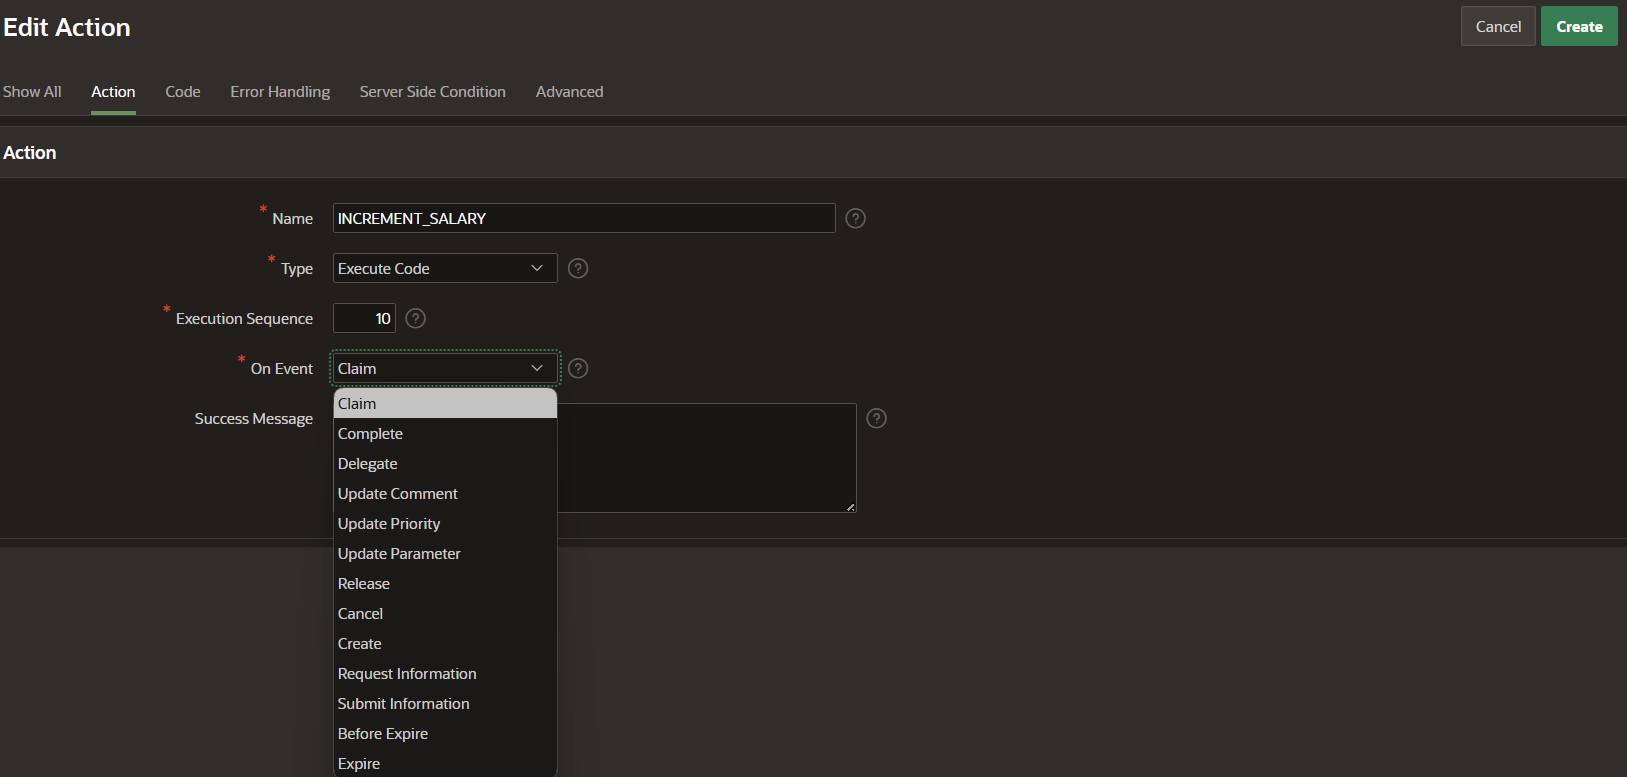 Edit Action
Cancel
Create
Show All
Action
Code
Error Handling
Server Side Condition
Advanced
Action
* Name
INCREMENT_SALARY
?
* Type
Execute Code
?
* Execution Sequence
10
?
* On Event
Claim
?
Claim
Success Message
?
Complete
Delegate
Update Comment
Update Priority
Update Parameter
Release
Cancel
Create
Request Information
Submit Information
Before Expire
Expire